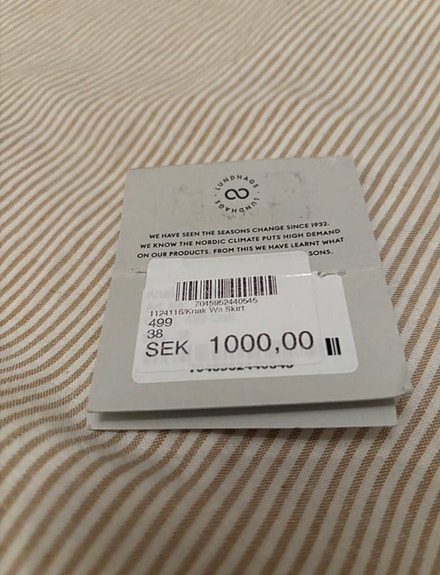 LUNDHAGS · LUNDHAGS ·
WE HAVE SEEN THE SEASONS CHANGE SINCE 1932.
WE KNOW THE NORDIC CLIMATE PUTS HIGH DEMAND
ON OUR PRODUCTS. FROM THIS WE HAVE LEARNT WHAT
SONS.
7045952440545
1124116/Knak Ws Skirt
499
38
SEK 1000,00